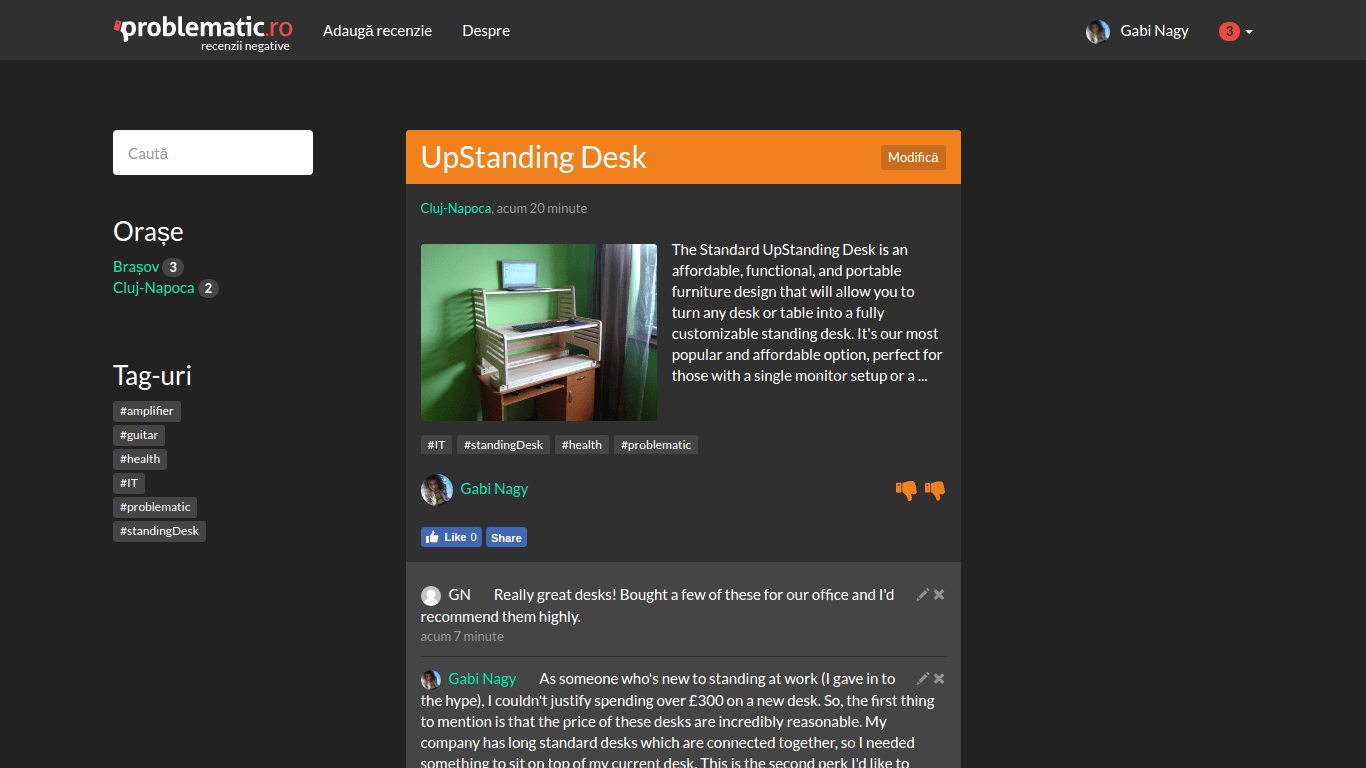 problematic.ro
recenzii negative
Adaugă recenzie
Despre
Gabi Nagy
3
Caută
Orașe
Brașov 3
Cluj-Napoca 2
Tag-uri
#amplifier
#guitar
#health
#IT
#problematic
#standingDesk
UpStanding Desk
Modifică
Cluj-Napoca, acum 20 minute
The Standard UpStanding Desk is an
affordable, functional, and portable
furniture design that will allow you to
turn any desk or table into a fully
customizable standing desk. It's our most
popular and affordable option, perfect for
those with a single monitor setup or a ...
#IT #standingDesk #health #problematic
Gabi Nagy
Like 0 Share
GN Really great desks! Bought a few of these for our office and I'd
recommend them highly.
acum 7 minute
Gabi Nagy As someone who's new to standing at work (I gave in to
the hype), I couldn't justify spending over £300 on a new desk. So, the first thing
to mention is that the price of these desks are incredibly reasonable. My
company has long standard desks which are connected together, so I needed
something to sit on top of my current desk. This is the second perk I'd like to